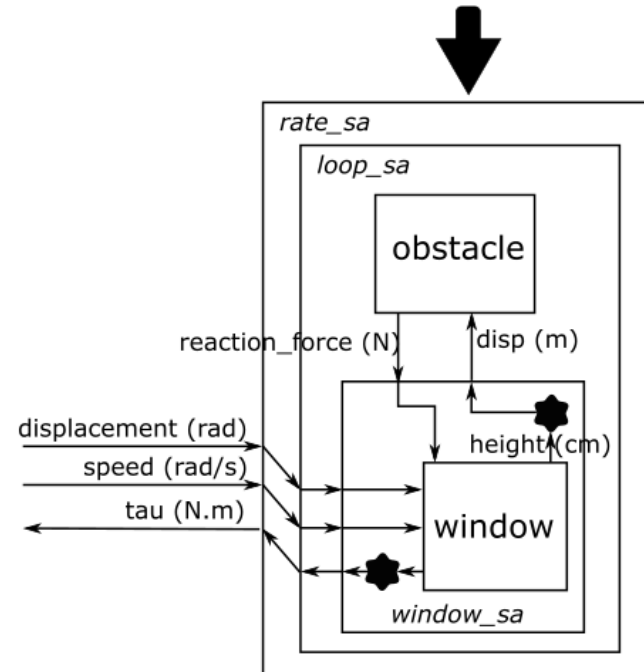 rate_sa
loop_sa
obstacle
reaction_force (N)
disp (m)
displacement (rad)
height (cm)
speed (rad/s)
tau (N.m)
window
window_sa